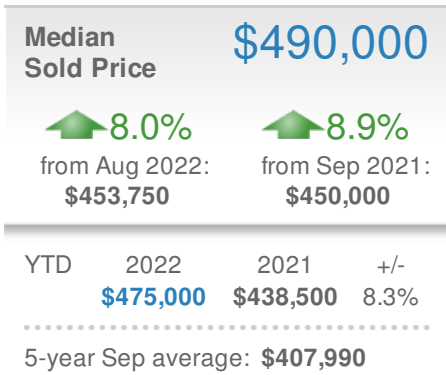 Median $490,000
Sold Price
8.0% 8.9%
from Aug 2022: from Sep 2021:
$453,750 $450,000
YTD 2022 2021 +/-
$475,000 $438,500 8.3%
5-year Sep average: $407,990